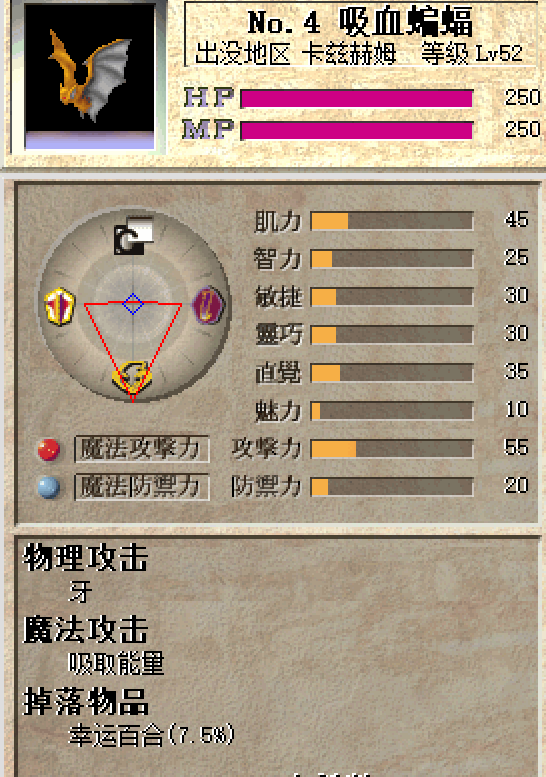 No.4 吸血蝙蝠
出没地区 卡兹赫姆 等级 Lv52
HP 250
MP 250
肌力 45
智力 25
敏捷 30
靈巧 30
直覺 35
魅力 10
魔法攻擊力 攻擊力 55
魔法防禦力 防禦力 20
物理攻击
牙
魔法攻击
吸取能量
掉落物品
幸运百合(7.5%)